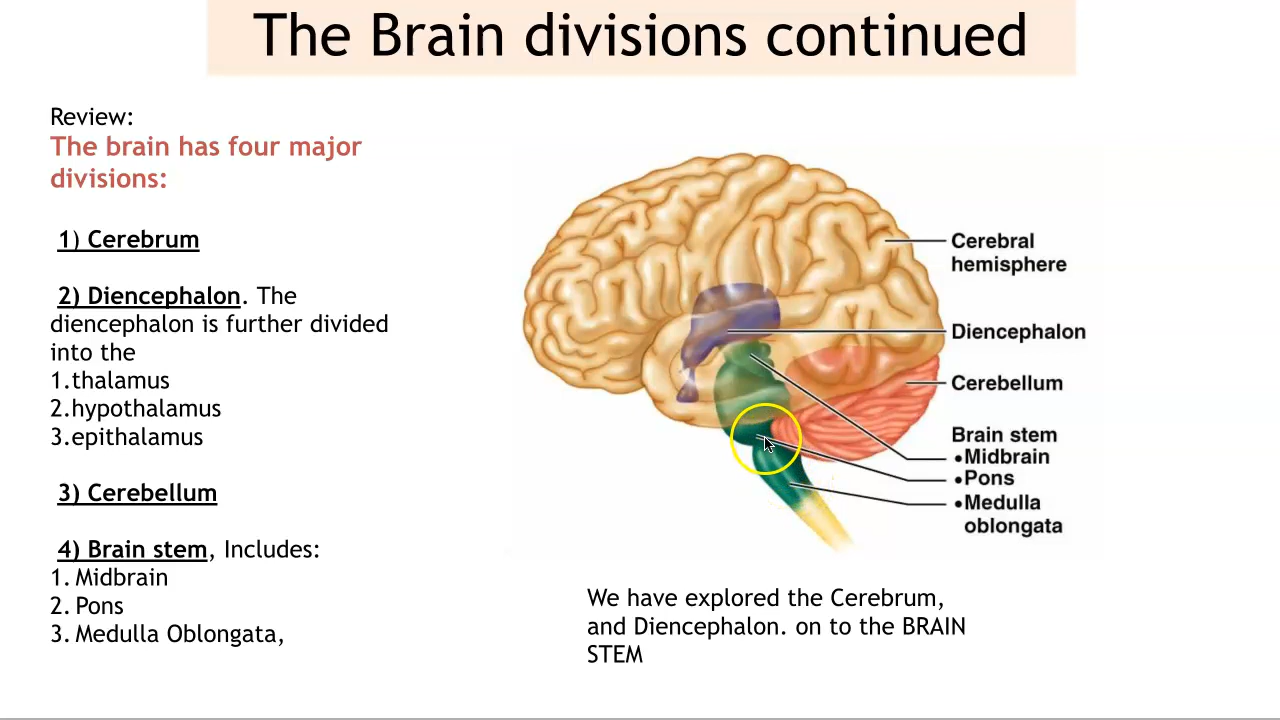 The Brain divisions continued
Review:
The brain has four major
divisions:
1) Cerebrum
2) Diencephalon. The
diencephalon is further divided
into the
1.thalamus
2.hypothalamus
3.epithalamus
3) Cerebellum
4) Brain stem, Includes:
1. Midbrain
2. Pons
3. Medulla Oblongata,
Cerebral
hemisphere
Diencephalon
Cerebellum
Brain stem
•Midbrain
•Pons
•Medulla
oblongata
We have explored the Cerebrum,
and Diencephalon. on to the BRAIN
STEM